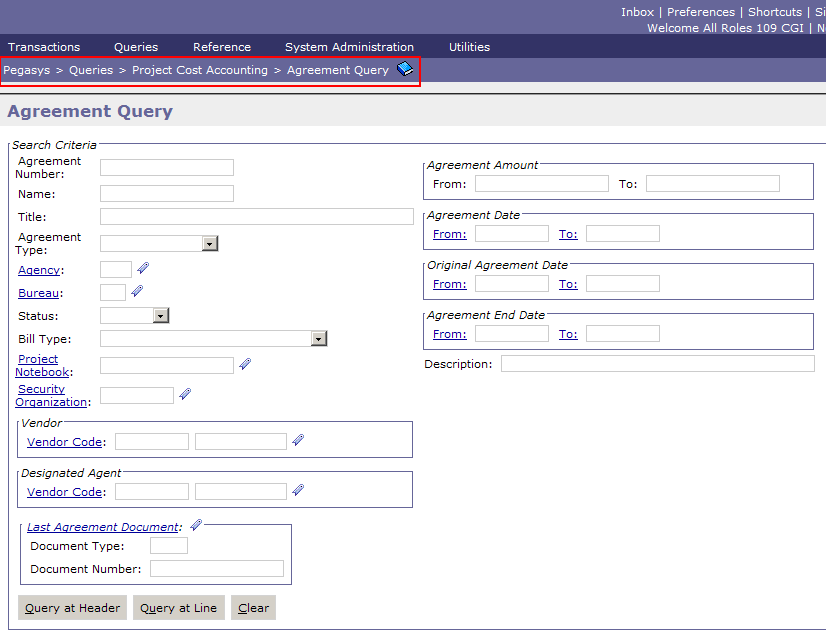 Inbox | Preferences | Shortcuts |
Welcome All Roles 109 CGI |
Transactions Queries Reference System Administration Utilities
Pegasys > Queries > Project Cost Accounting > Agreement Query
Agreement Query
Search Criteria
Agreement
Number:
Name:
Title:
Agreement
Type:
Agency:
Bureau:
Status:
Bill Type:
Project
Notebook:
Security
Organization:
Vendor
Vendor Code:
Designated Agent
Vendor Code:
Last Agreement Document:
Document Type:
Document Number:
Agreement Amount
From: To:
Agreement Date
From: To:
Original Agreement Date
From: To:
Agreement End Date
From: To:
Description:
Query at Header Query at Line Clear